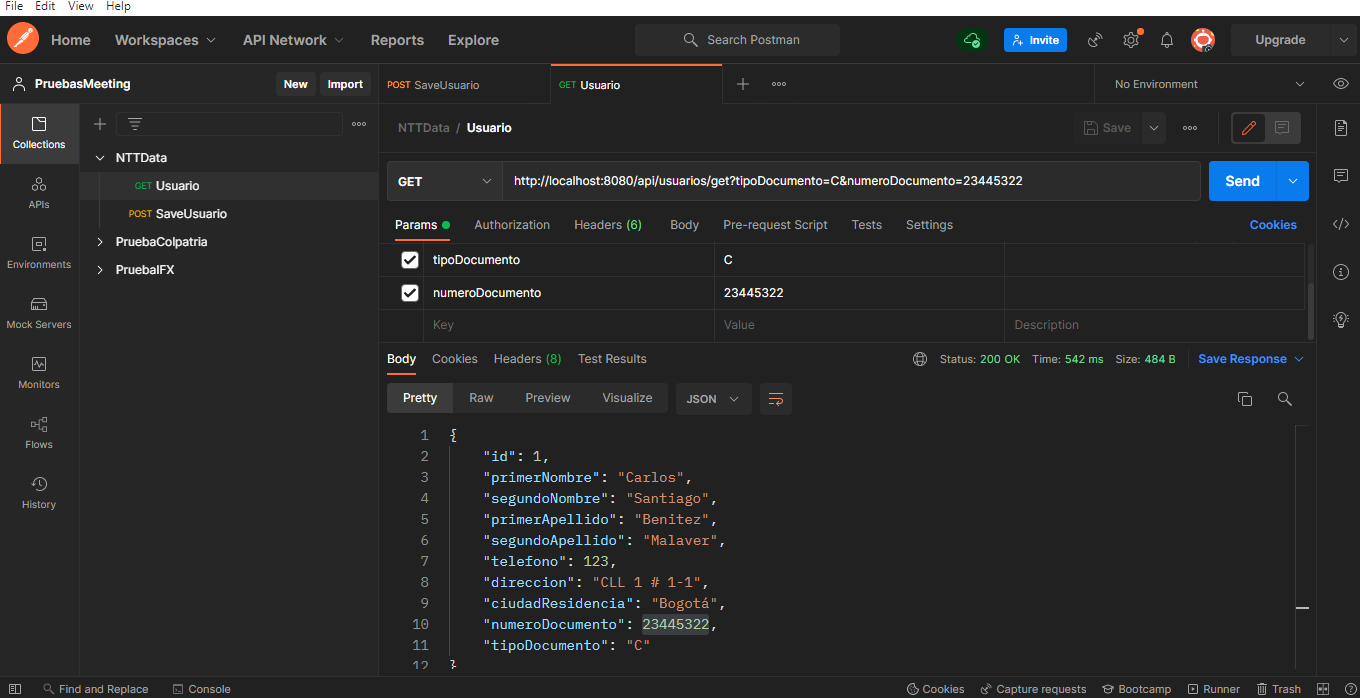 File Edit View Help
Home Workspaces API Network Reports Explore Search Postman Invite Upgrade
PruebasMeeting New Import POST SaveUsuario GET Usuario No Environment
Collections
APIs
Environments
Mock Servers
Monitors
Flows
History
NTTData
GET Usuario
POST SaveUsuario
PruebaColpatria
PruebaIFX
NTTData / Usuario Save
GET http://localhost:8080/api/usuarios/get?tipoDocumento=C&numeroDocumento=23445322 Send
Params Authorization Headers (6) Body Pre-request Script Tests Settings Cookies
tipoDocumento C
numeroDocumento 23445322
Key Value Description
Body Cookies Headers (8) Test Results Status: 200 OK Time: 542 ms Size: 484 B Save Response
Pretty Raw Preview Visualize JSON
1 {
2 "id": 1,
3 "primerNombre": "Carlos",
4 "segundoNombre": "Santiago",
5 "primerApellido": "Benitez",
6 "segundoApellido": "Malaver",
7 "telefono": 123,
8 "direccion": "CLL 1 # 1-1",
9 "ciudadResidencia": "Bogotá",
10 "numeroDocumento": 23445322,
11 "tipoDocumento": "C"
12 }
Find and Replace Console Cookies Capture requests Bootcamp Runner Trash